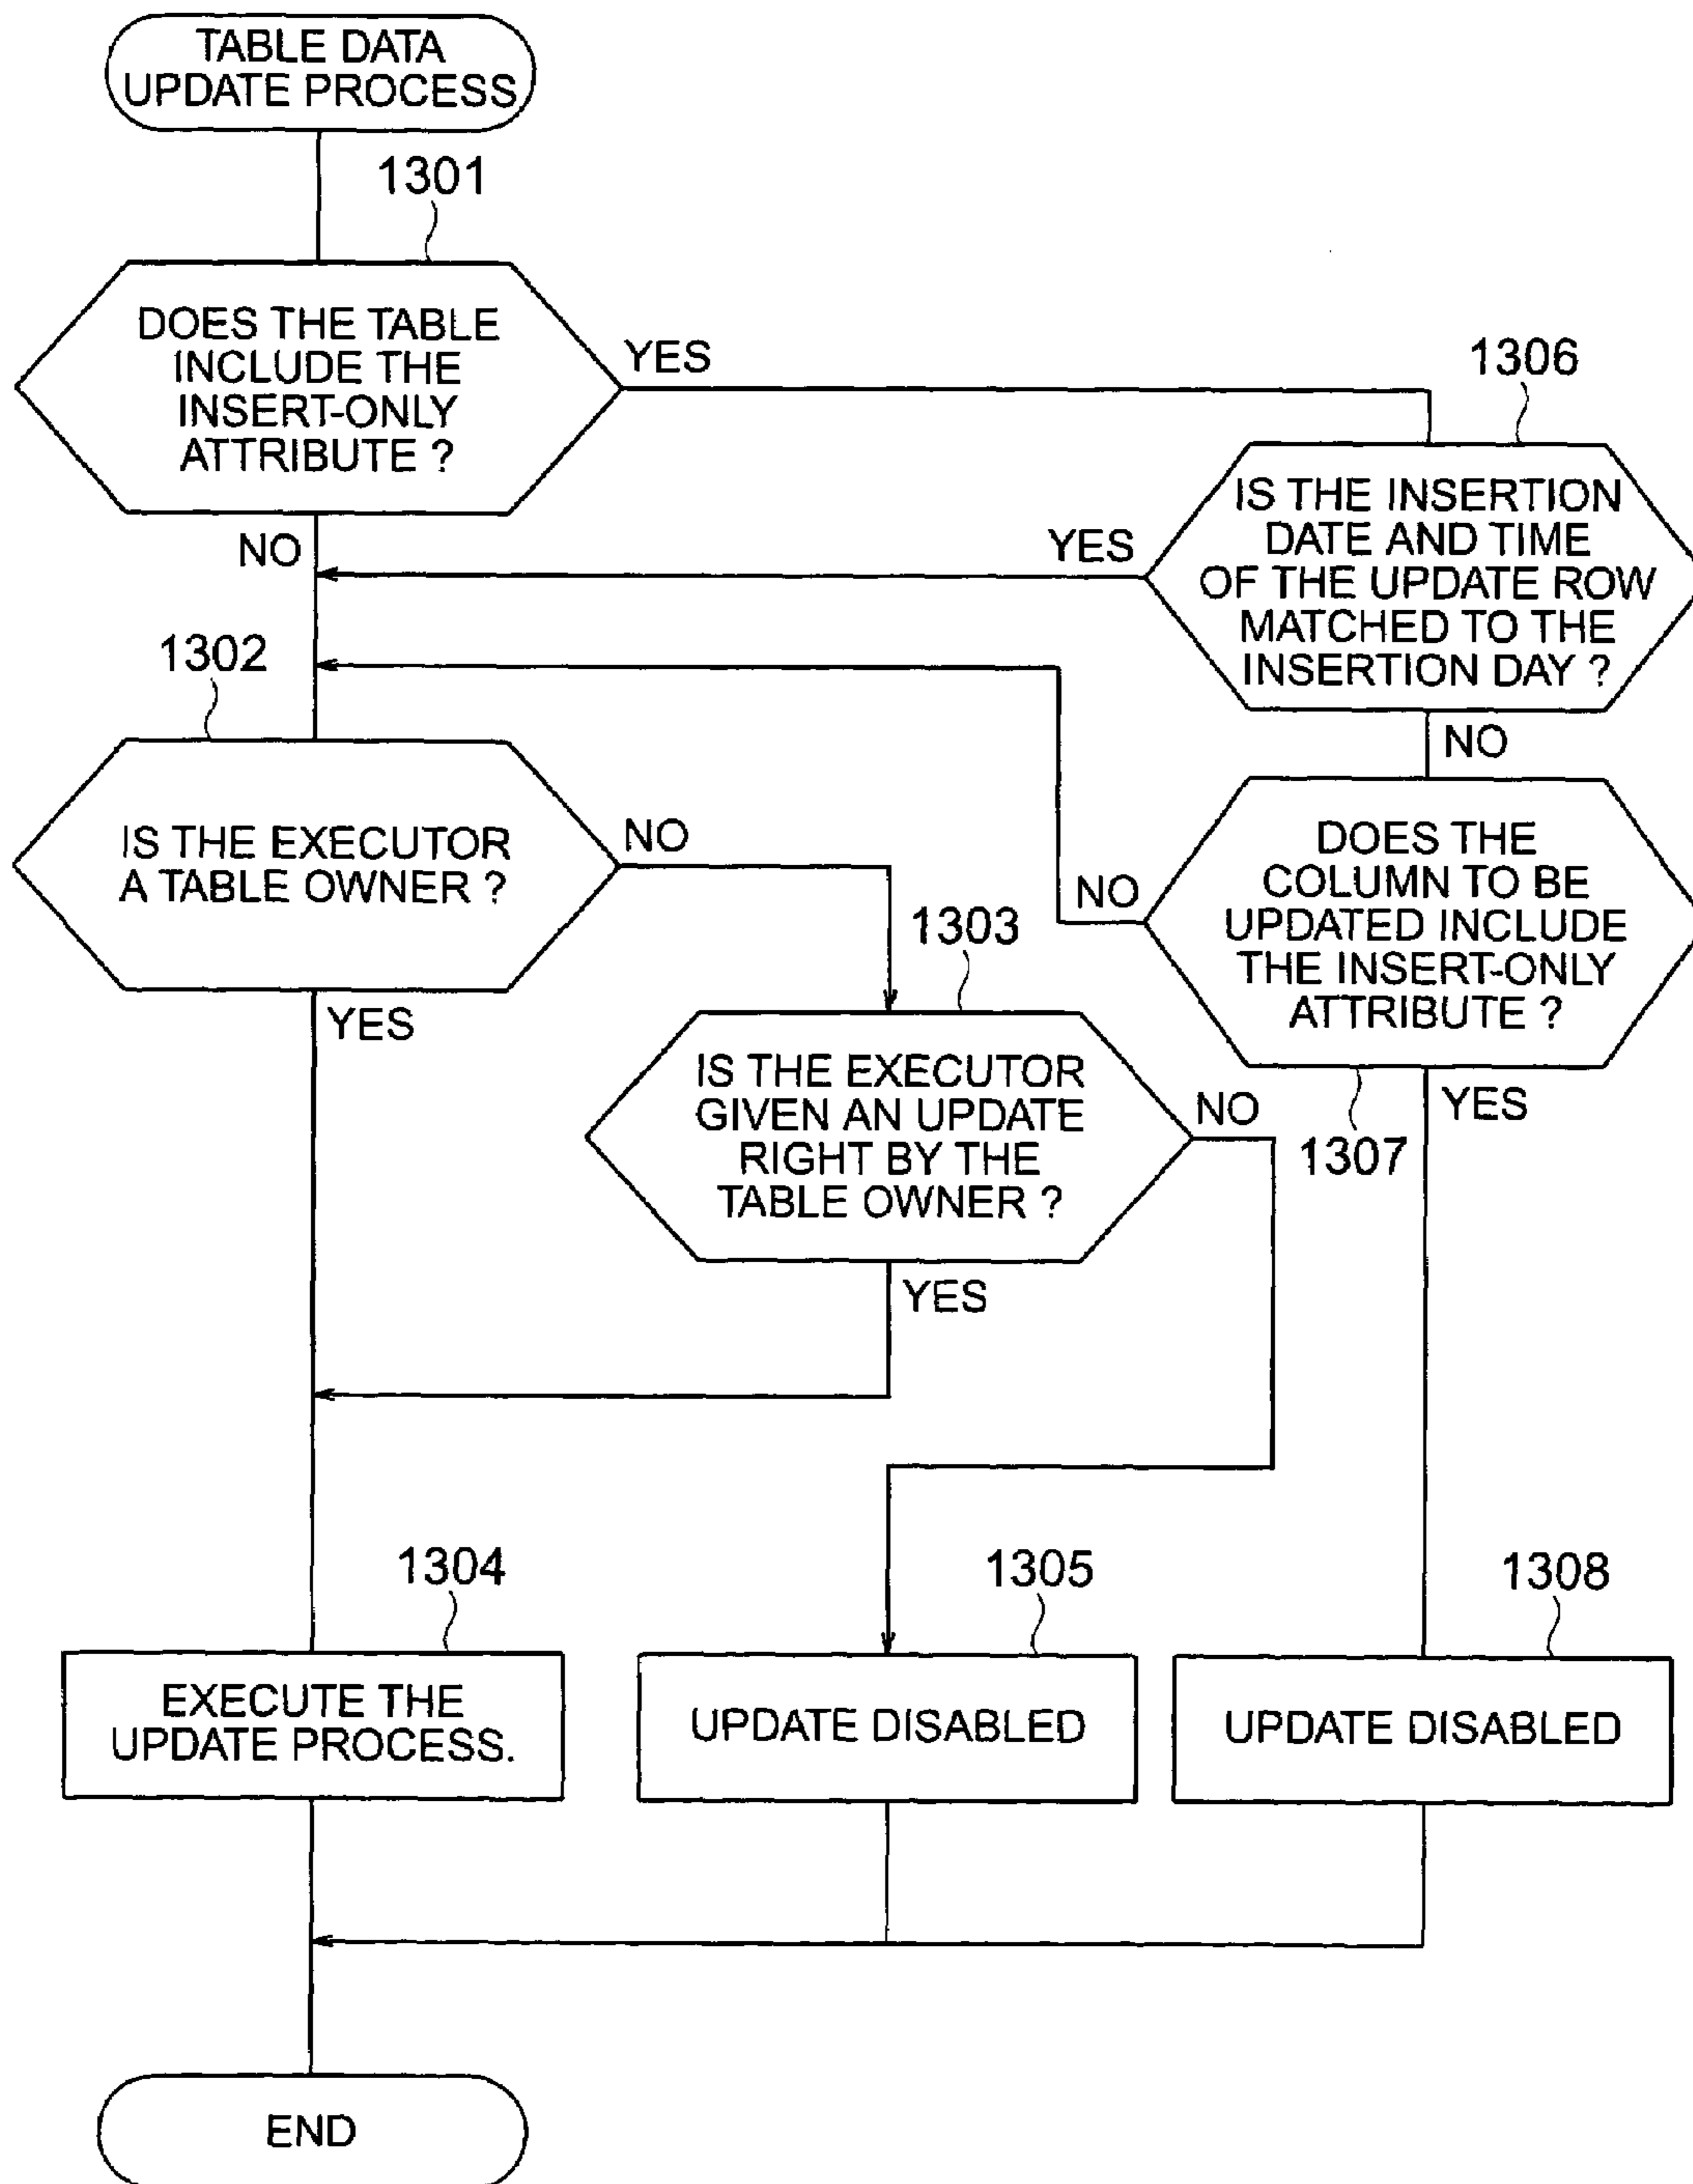 TABLE DATA
UPDATE PROCESS
1301
DOES THE TABLE
INCLUDE THE
INSERT-ONLY
ATTRIBUTE ?
YES
NO
1306
IS THE INSERTION
DATE AND TIME
OF THE UPDATE ROW
MATCHED TO THE
INSERTION DAY ?
YES
NO
1302
IS THE EXECUTOR
A TABLE OWNER ?
NO
YES
1303
IS THE EXECUTOR
GIVEN AN UPDATE
RIGHT BY THE
TABLE OWNER ?
NO
YES
DOES THE
COLUMN TO BE
UPDATED INCLUDE
THE INSERT-ONLY
ATTRIBUTE ?
NO
YES
1307
1304
EXECUTE THE
UPDATE PROCESS.
1305
UPDATE DISABLED
1308
UPDATE DISABLED
END